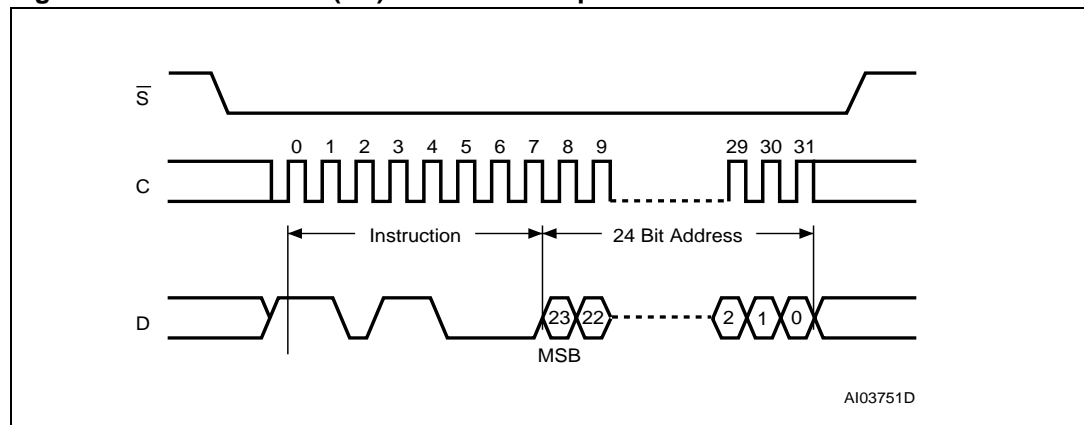 S̅
0 1 2 3 4 5 6 7 8 9 29 30 31
C
Instruction 24 Bit Address
D 23 22 2 1 0
MSB
AI03751D